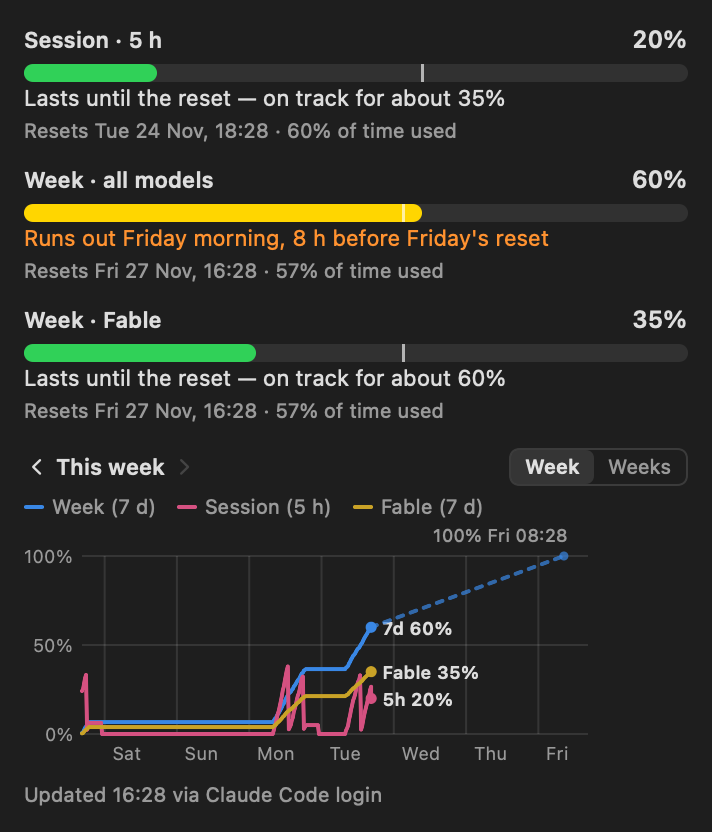 Session · 5 h 20%
Lasts until the reset — on track for about 35%
Resets Tue 24 Nov, 18:28 · 60% of time used
Week · all models 60%
Runs out Friday morning, 8 h before Friday's reset
Resets Fri 27 Nov, 16:28 · 57% of time used
Week · Fable 35%
Lasts until the reset — on track for about 60%
Resets Fri 27 Nov, 16:28 · 57% of time used
This week Week Weeks
Week (7 d) Session (5 h) Fable (7 d)
100% Fri 08:28
100%
7d 60%
50%
Fable 35%
5h 20%
0%
Sat Sun Mon Tue Wed Thu Fri
Updated 16:28 via Claude Code login